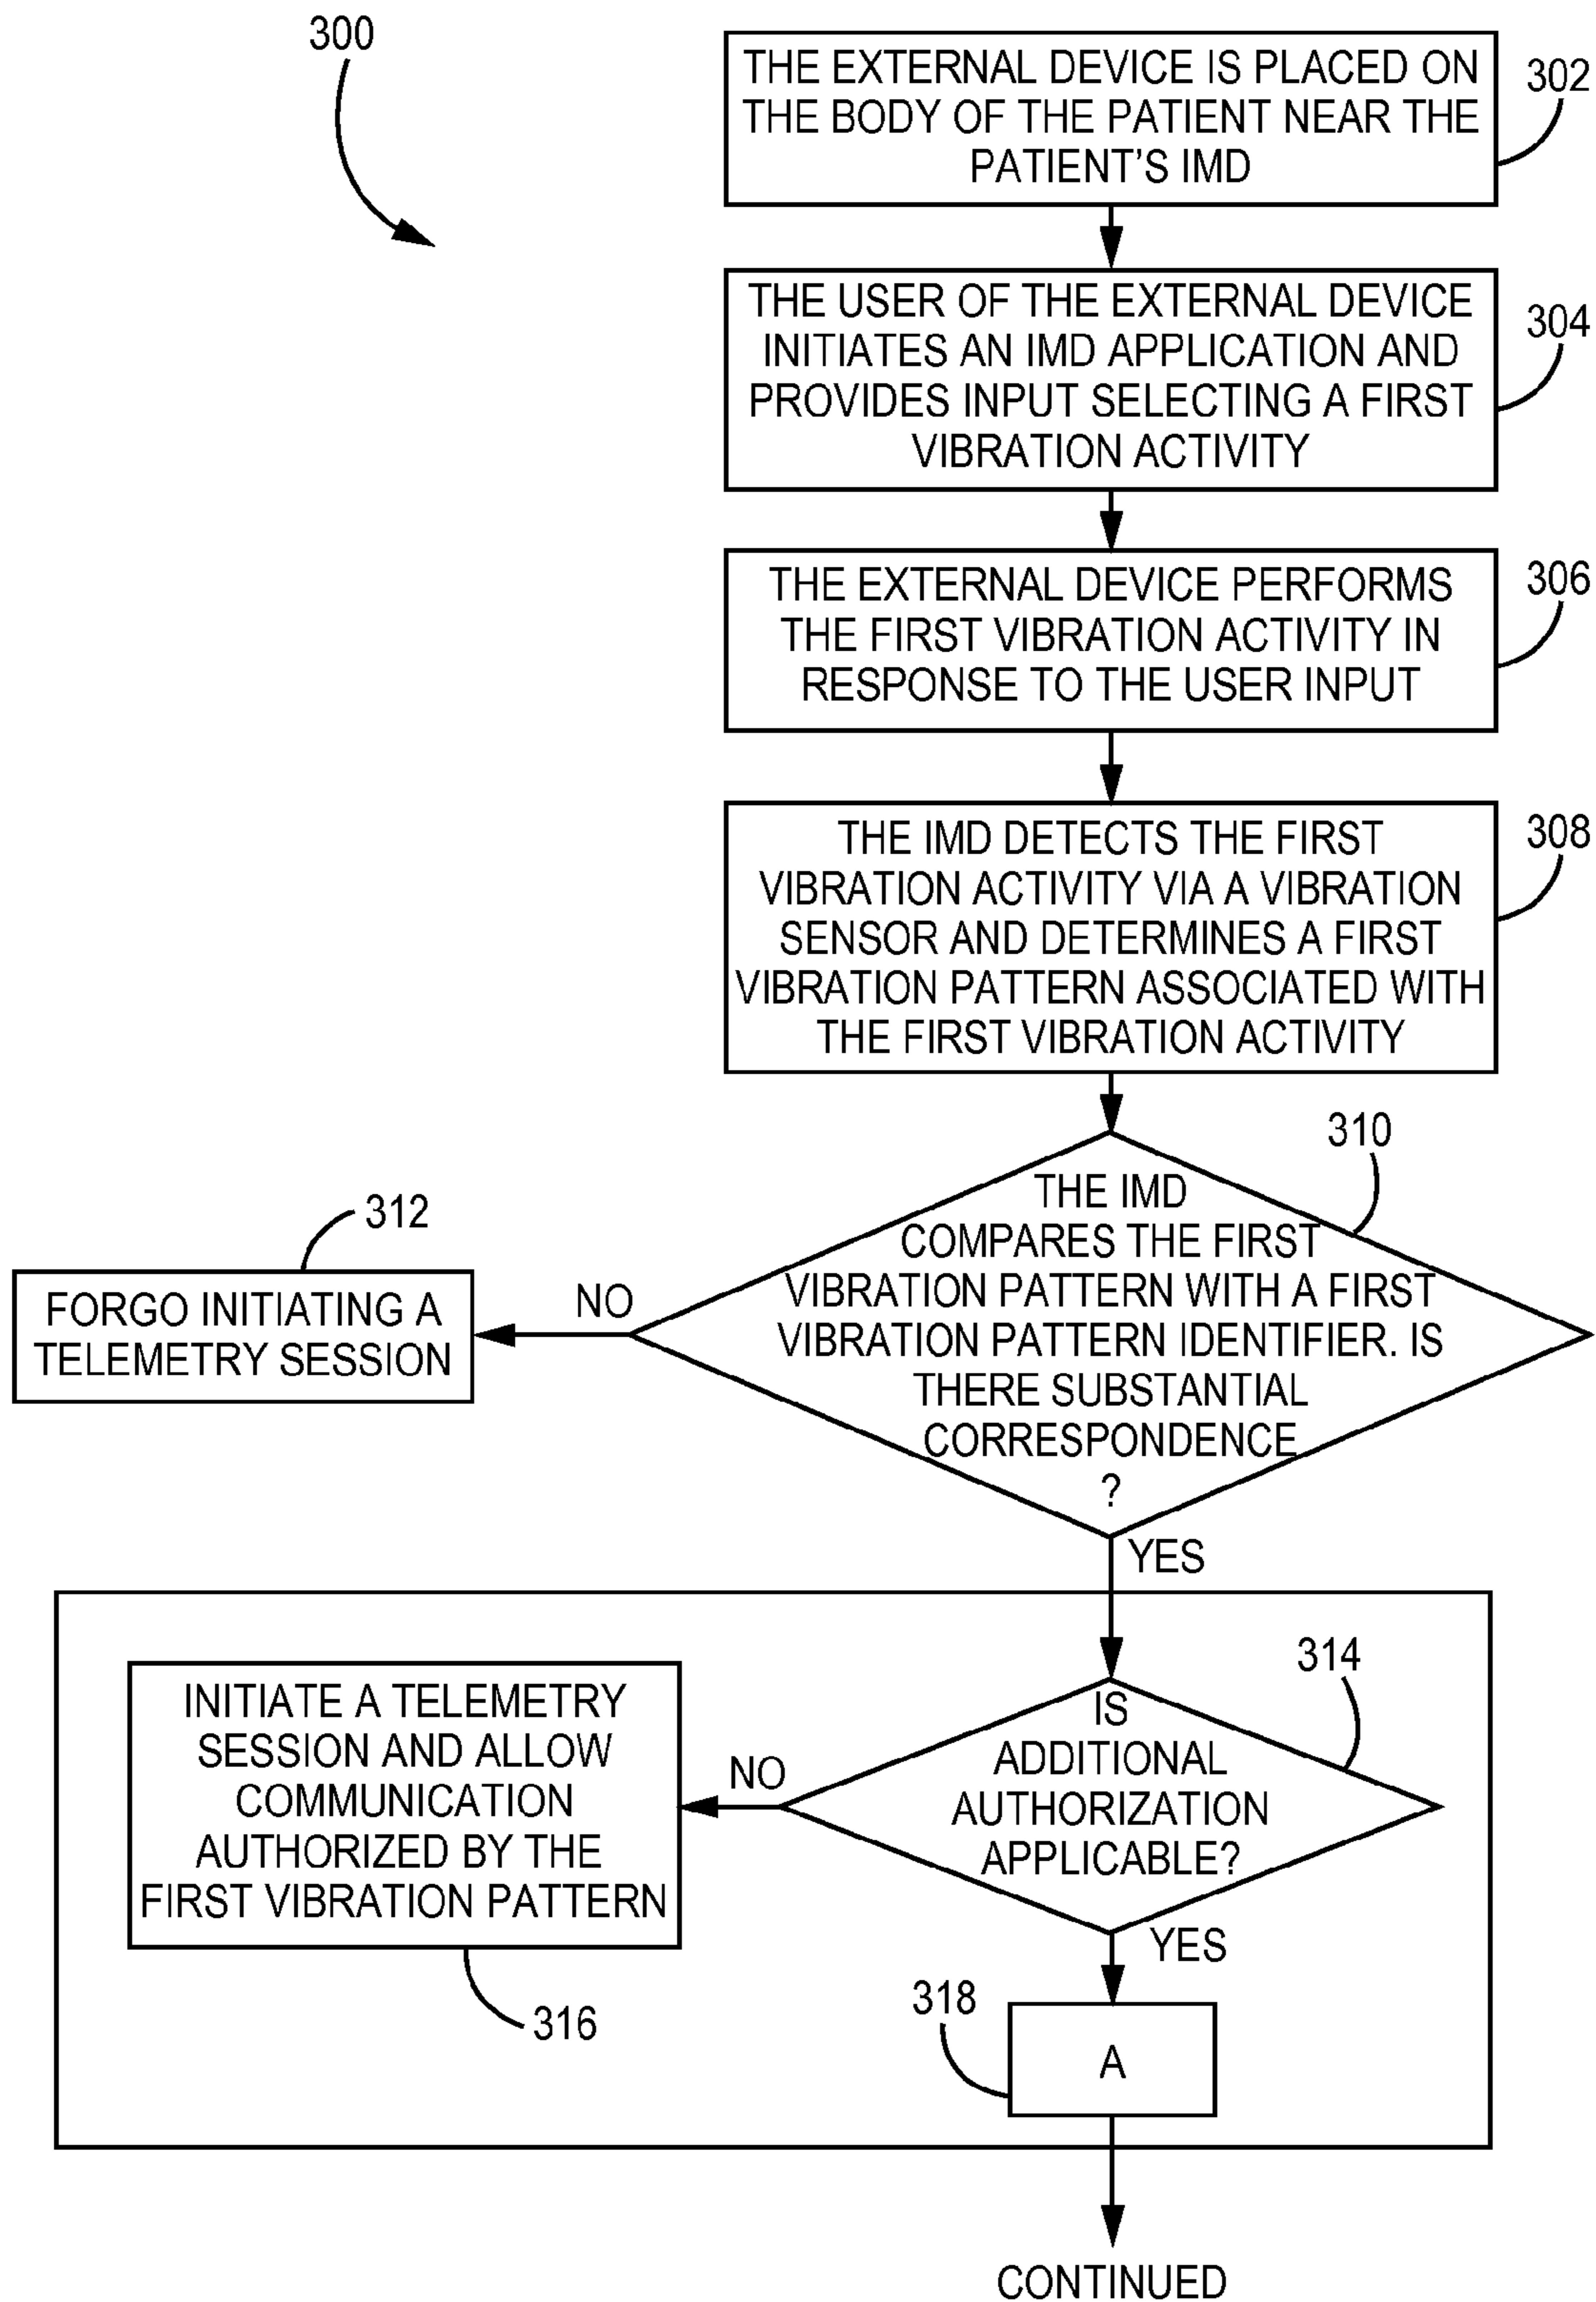 300
THE EXTERNAL DEVICE IS PLACED ON
THE BODY OF THE PATIENT NEAR THE
PATIENT'S IMD
302
THE USER OF THE EXTERNAL DEVICE
INITIATES AN IMD APPLICATION AND
PROVIDES INPUT SELECTING A FIRST
VIBRATION ACTIVITY
304
THE EXTERNAL DEVICE PERFORMS
THE FIRST VIBRATION ACTIVITY IN
RESPONSE TO THE USER INPUT
306
THE IMD DETECTS THE FIRST
VIBRATION ACTIVITY VIA A VIBRATION
SENSOR AND DETERMINES A FIRST
VIBRATION PATTERN ASSOCIATED WITH
THE FIRST VIBRATION ACTIVITY
308
THE IMD
COMPARES THE FIRST
VIBRATION PATTERN WITH A FIRST
VIBRATION PATTERN IDENTIFIER. IS
THERE SUBSTANTIAL
CORRESPONDENCE
?
310
NO
312
FORGO INITIATING A
TELEMETRY SESSION
YES
IS
ADDITIONAL
AUTHORIZATION
APPLICABLE?
314
NO
INITIATE A TELEMETRY
SESSION AND ALLOW
COMMUNICATION
AUTHORIZED BY THE
FIRST VIBRATION PATTERN
316
YES
318
A
CONTINUED